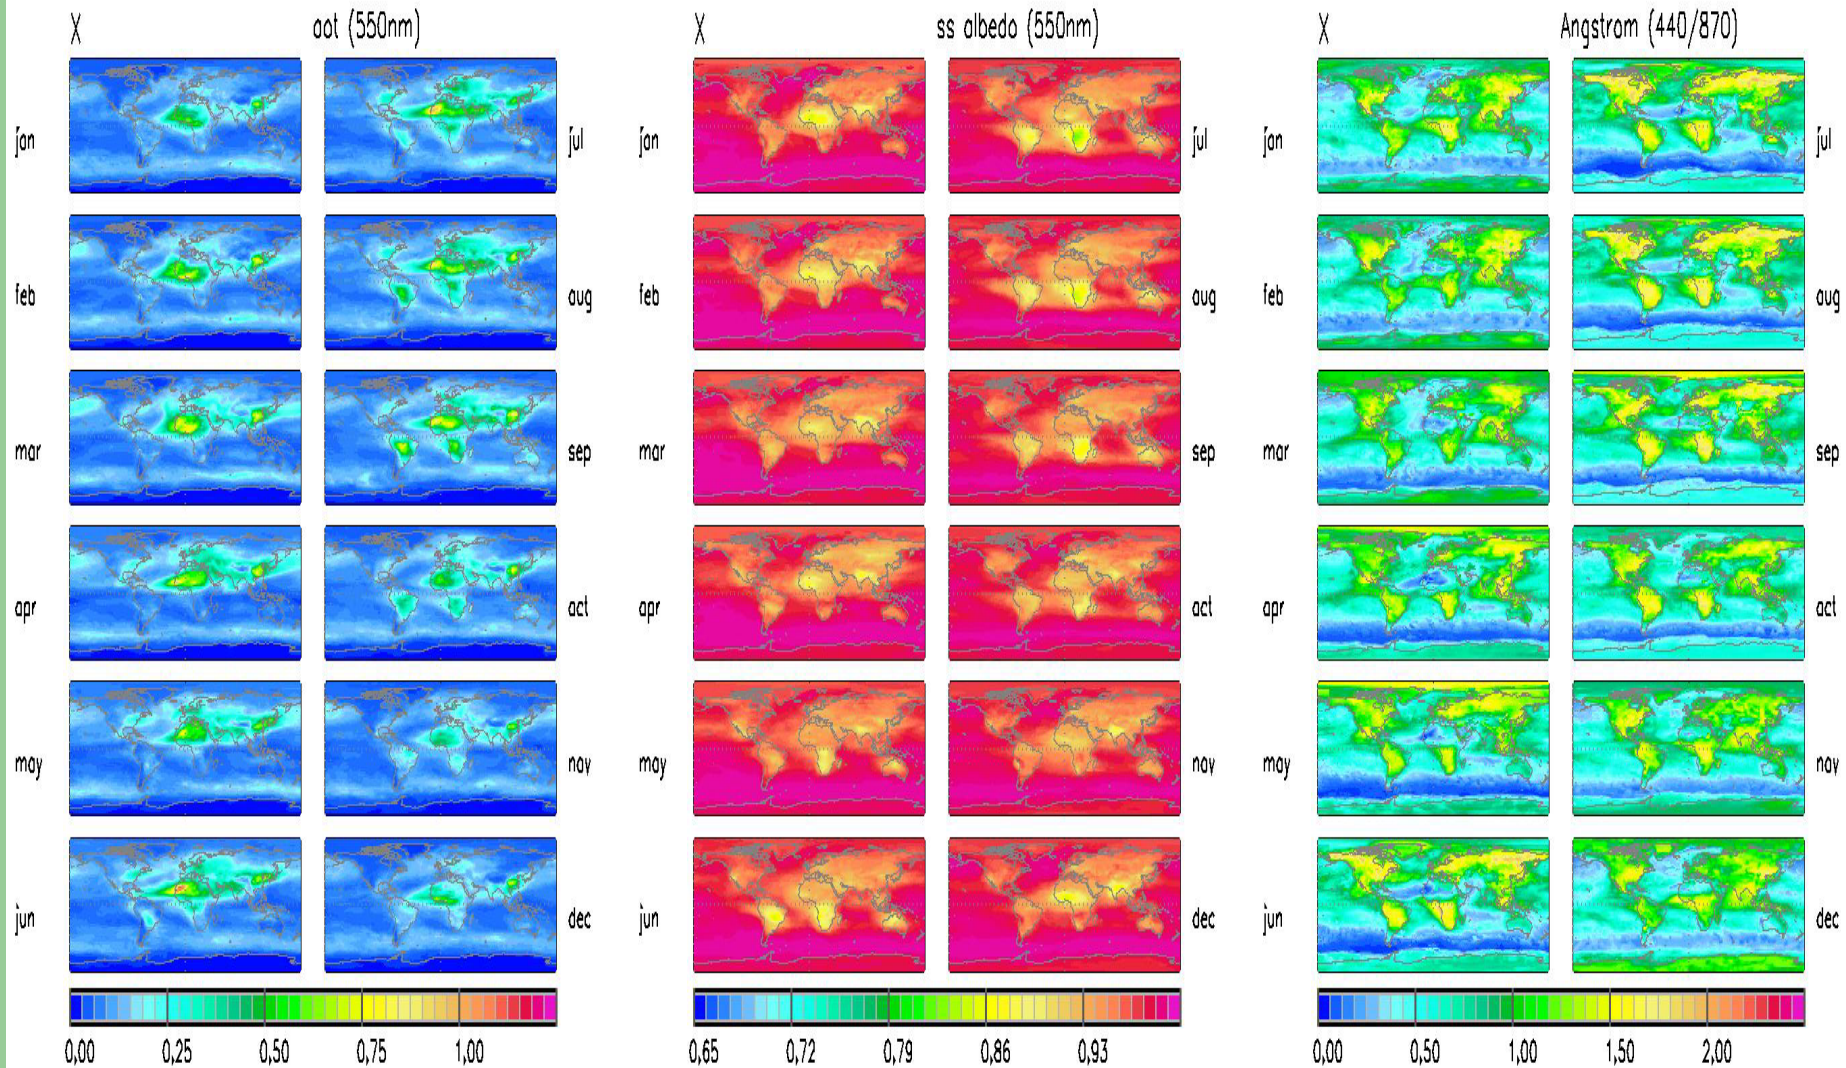 X aot (550nm) X ss albedo (550nm) X Angstrom (440/870)
jan jul jan jul jan jul
feb aug feb aug feb aug
mar sep mar sep mar sep
apr oct apr oct apr oct
may nov may nov may nov
jun dec jun dec jun dec
0,00 0,25 0,50 0,75 1,00 0,65 0,72 0,79 0,86 0,93 0,00 0,50 1,00 1,50 2,00